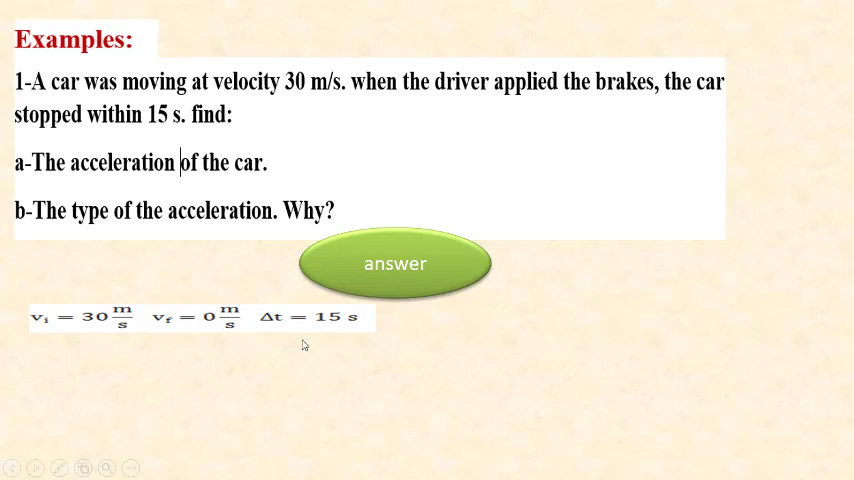 Examples:
1-A car was moving at velocity 30 m/s. when the driver applied the brakes, the car
stopped within 15 s. find:
a-The acceleration of the car.
b-The type of the acceleration. Why?
answer
vᵢ = 30 m/s   v_f = 0 m/s   Δt = 15 s